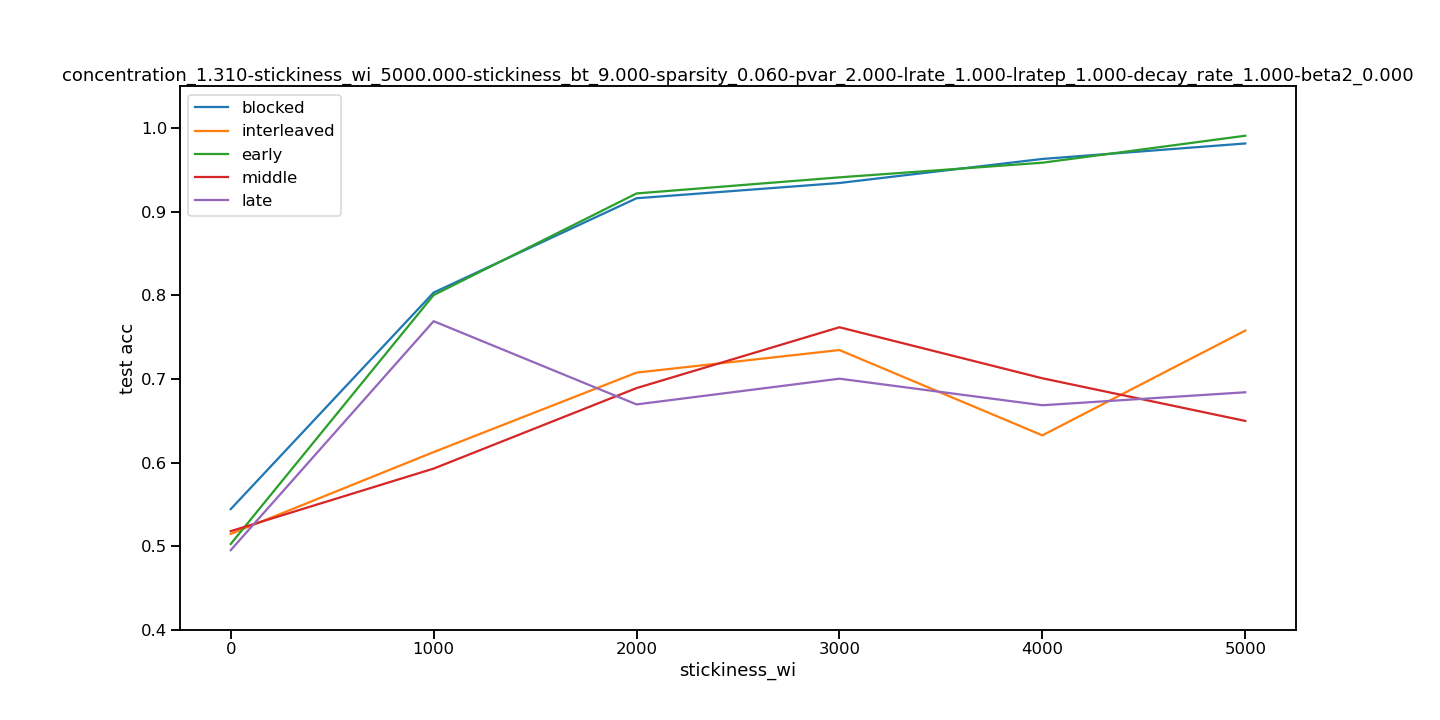 concentration_1.310-stickiness_wi_5000.000-stickiness_bt_9.000-sparsity_0.060-pvar_2.000-lrate_1.000-lratep_1.000-decay_rate_1.000-beta2_0.000
blocked
interleaved
early
middle
late
1.0
0.9
0.8
0.7
0.6
0.5
0.4
test acc
0 1000 2000 3000 4000 5000
stickiness_wi